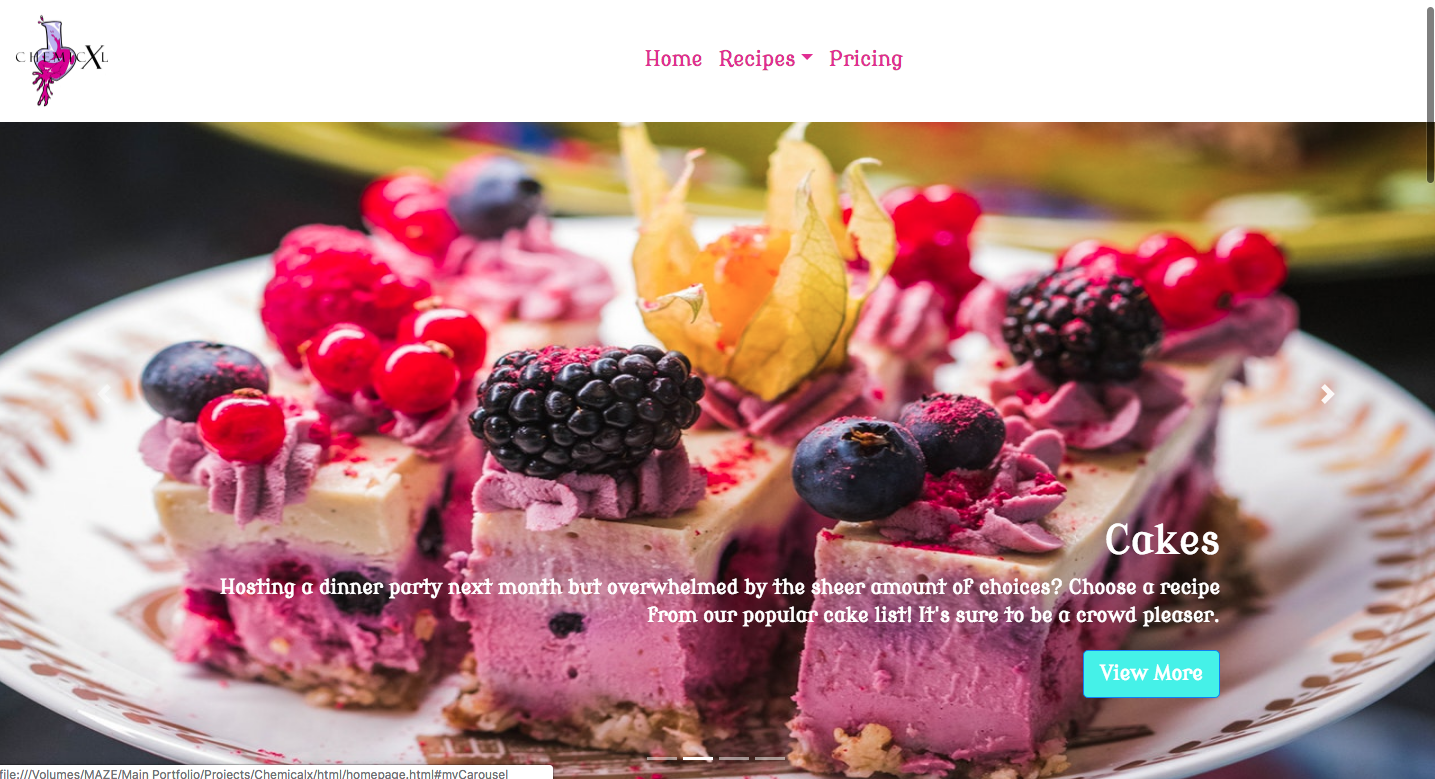 CHEMICXL
Home Recipes Pricing
Cakes
Hosting a dinner party next month but overwhelmed by the sheer amount of choices? Choose a recipe
from our popular cake list! It's sure to be a crowd pleaser.
View More
file:///Volumes/MAZE/Main Portfolio/Projects/Chemicalx/html/homepage.html#myCarousel